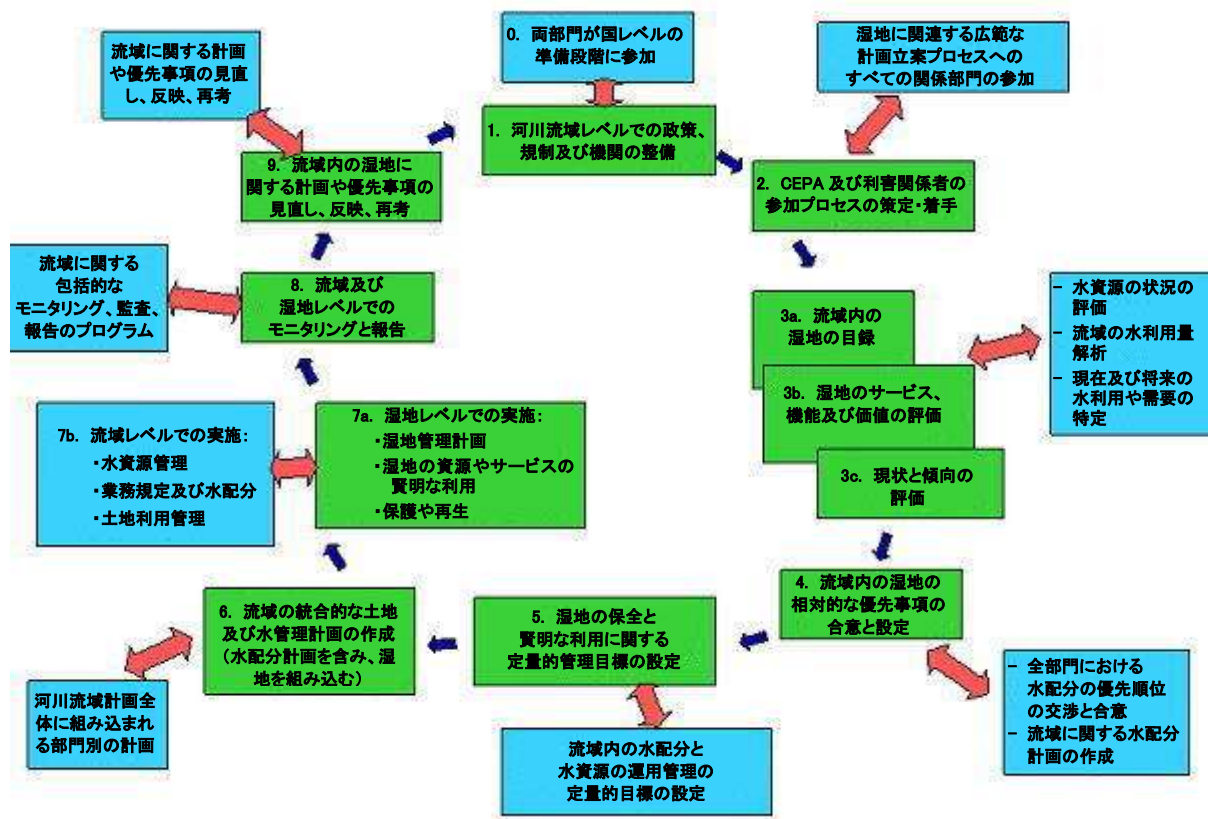 0. 両部門が国レベルの
準備段階に参加
1. 河川流域レベルでの政策、
規制及び機関の整備
湿地に関連する広範な
計画立案プロセスへの
すべての関係部門の参加
2. CEPA 及び利害関係者の
参加プロセスの策定・着手
3a. 流域内の
湿地の目録
3b. 湿地のサービス、
機能及び価値の評価
3c. 現状と傾向の
評価
- 水資源の状況の
評価
- 流域の水利用量
解析
- 現在及び将来の
水利用や需要の
特定
4. 流域内の湿地の
相対的な優先事項の
合意と設定
- 全部門における
水配分の優先順位
の交渉と合意
- 流域に関する水配分
計画の作成
5. 湿地の保全と
賢明な利用に関する
定量的管理目標の設定
流域内の水配分と
水資源の運用管理の
定量的目標の設定
6. 流域の統合的な土地
及び水管理計画の作成
(水配分計画を含み、湿
地を組み込む)
河川流域計画全
体に組み込まれ
る部門別の計画
7a. 湿地レベルでの実施:
・湿地管理計画
・湿地の資源やサービスの
賢明な利用
・保護や再生
7b. 流域レベルでの実施:
・水資源管理
・業務規定及び水配分
・土地利用管理
8. 流域及び
湿地レベルでの
モニタリングと報告
流域に関する
包括的な
モニタリング、監査、
報告のプログラム
9. 流域内の湿地に
関する計画や優先事項の
見直し、反映、再考
流域に関する計画
や優先事項の見直
し、反映、再考